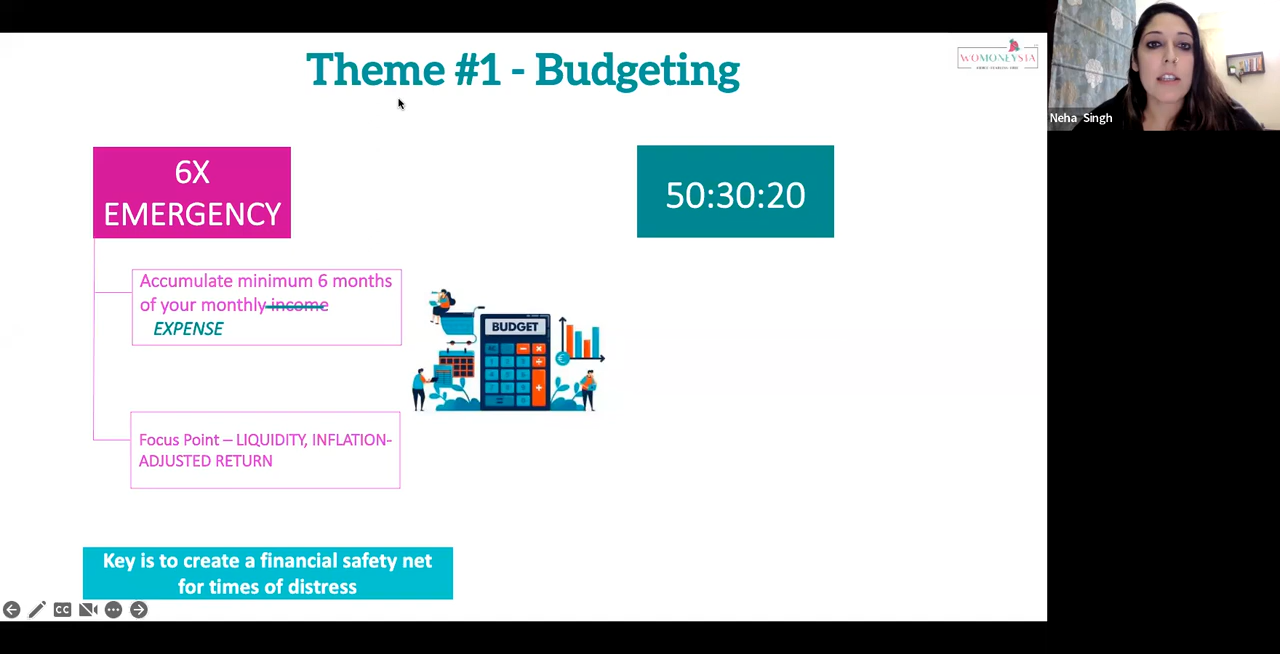 Theme #1 - Budgeting
WOMONEYSTA
Neha Singh
6X
EMERGENCY
50:30:20
Accumulate minimum 6 months
of your monthly income
EXPENSE
BUDGET
Focus Point – LIQUIDITY, INFLATION-
ADJUSTED RETURN
Key is to create a financial safety net
for times of distress
CC